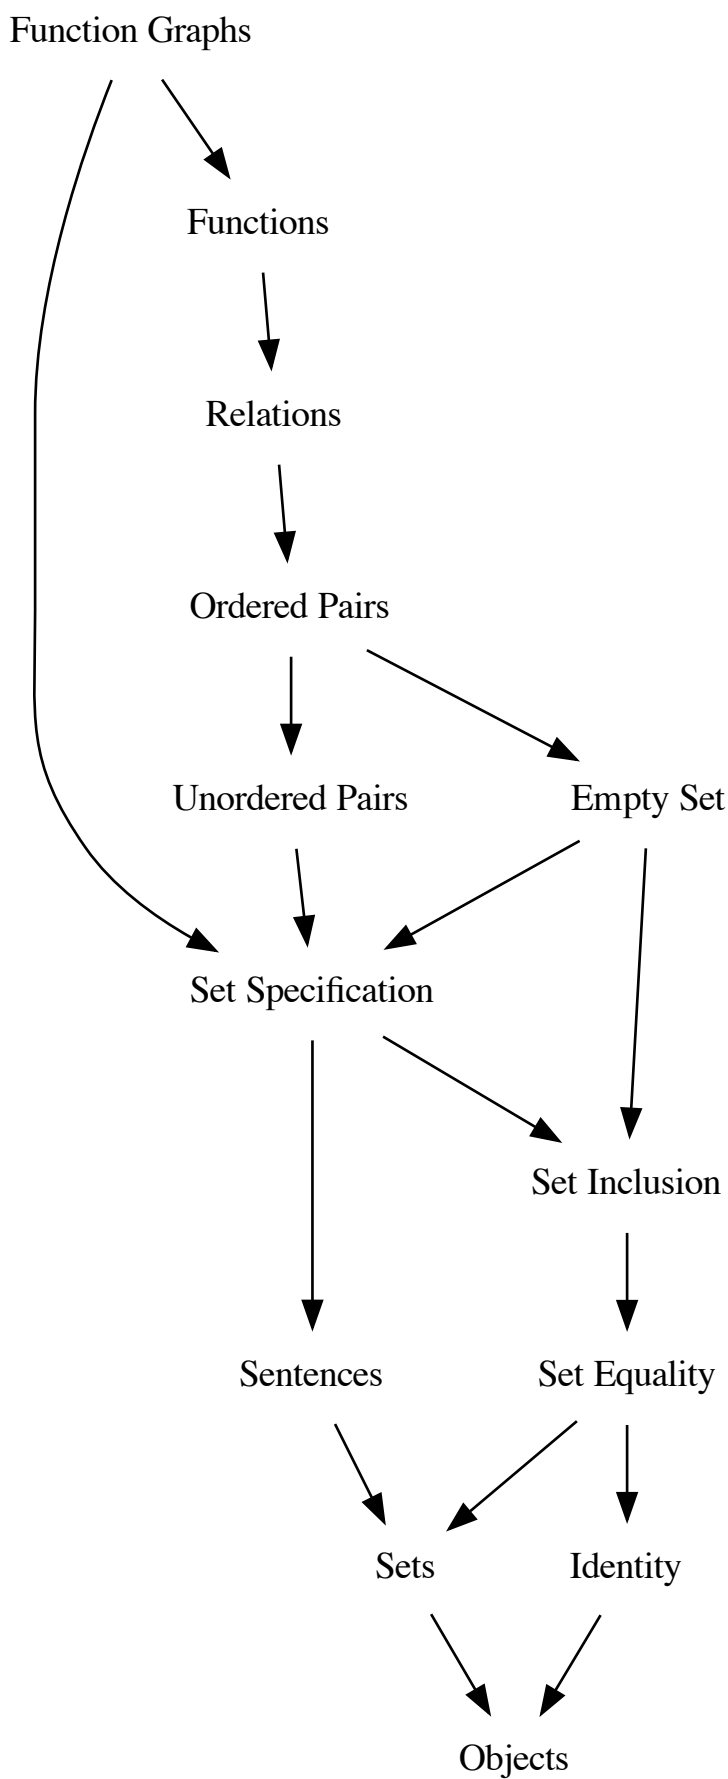 Function Graphs
Functions
Relations
Ordered Pairs
Unordered Pairs
Empty Set
Set Specification
Set Inclusion
Sentences
Set Equality
Sets
Identity
Objects